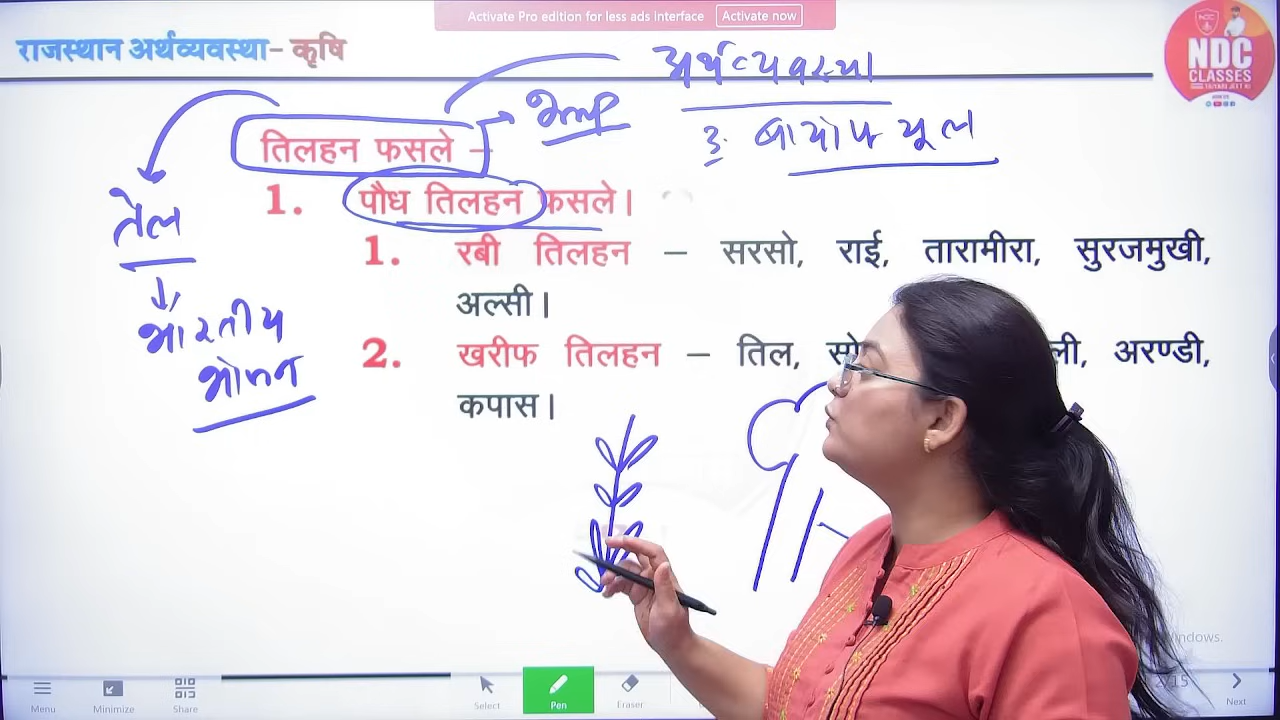 Activate Pro edition for less ads interface Activate now
राजस्थान अर्थव्यवस्था- कृषि
NDC
CLASSES
अर्थव्यवस्था
3. बायोफ्यूल
तिलहन फसले -
1. पौध तिलहन फसले।
1. रबी तिलहन - सरसो, राई, तारामीरा, सुरजमुखी,
अल्सी।
2. खरीफ तिलहन - तिल, ली, अरण्डी,
कपास।
तेल
भारतीय
भोजन
Menu Minimize Share Select Pen Eraser Next